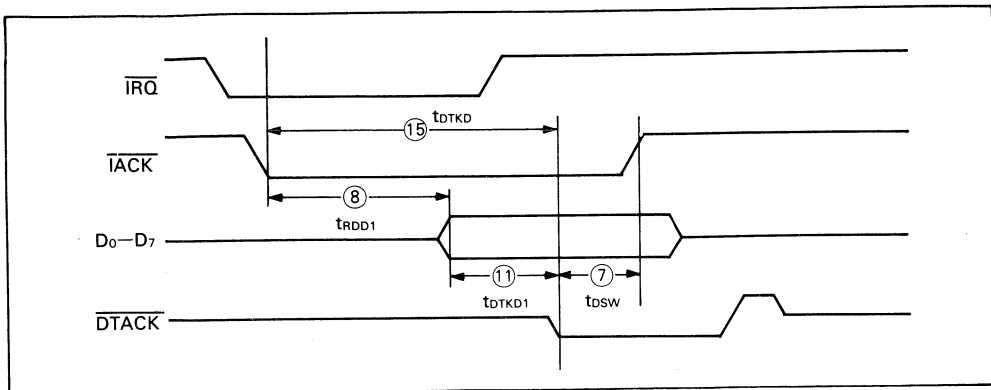 IRQ
tDTKD
15
IACK
8
tRDD1
D0—D7
11
7
tDTKD1
tDSW
DTACK